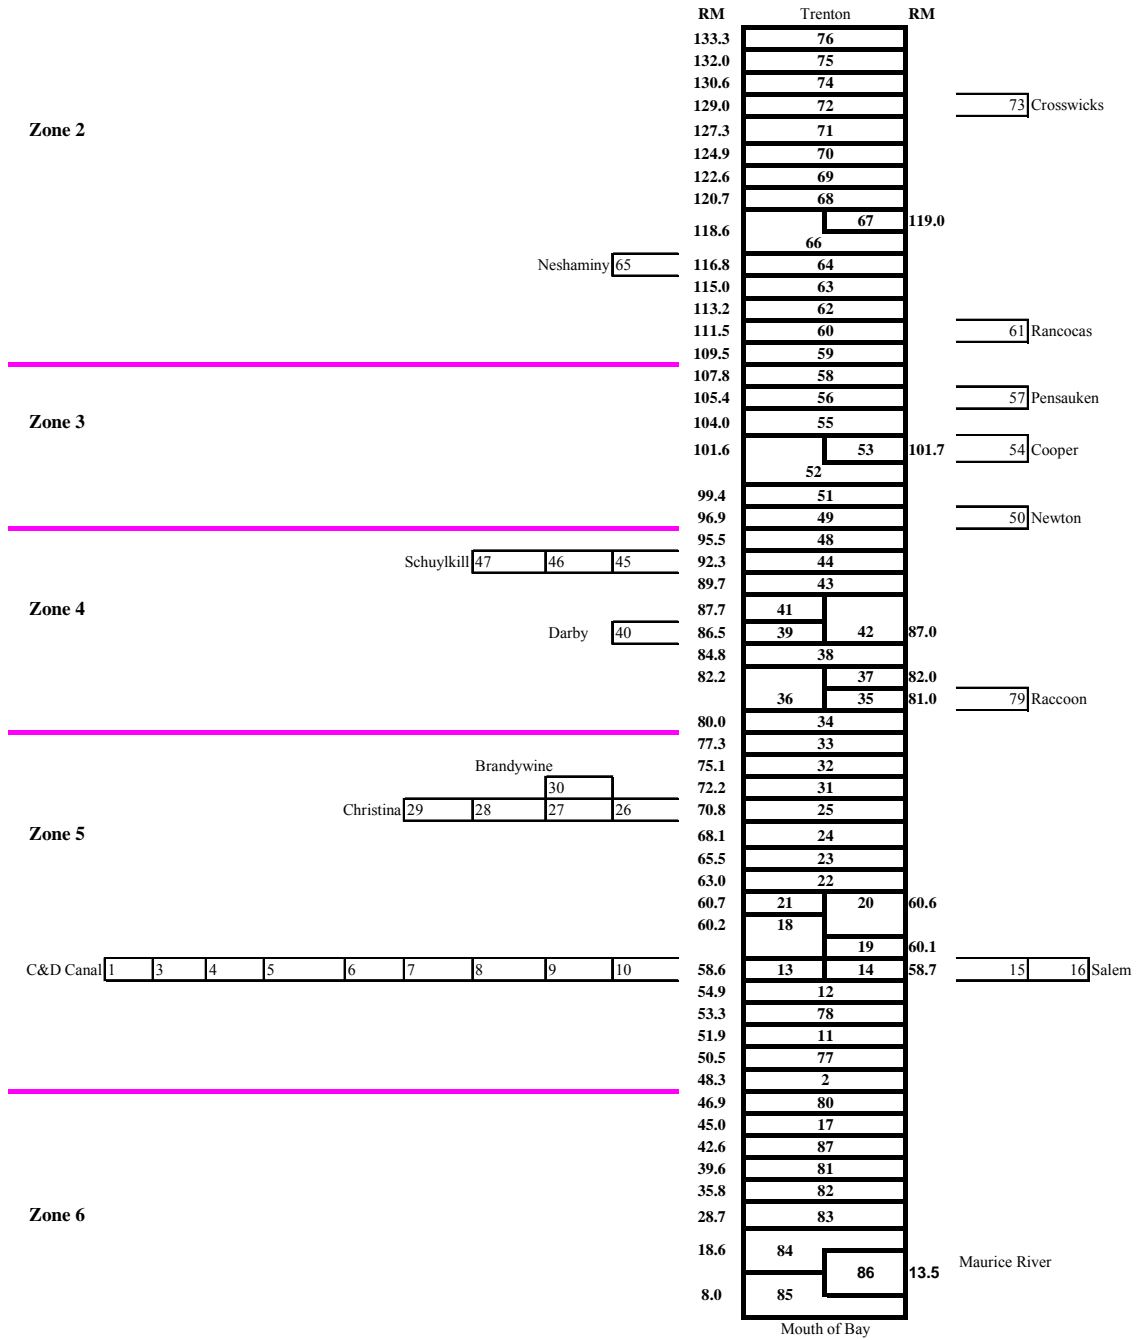 RM Trenton RM
133.3 76
132.0 75
130.6 74
129.0 72 73 Crosswicks
Zone 2 127.3 71
124.9 70
122.6 69
120.7 68
67 119.0
118.6
66
Neshaminy 65 116.8 64
115.0 63
113.2 62
111.5 60 61 Rancocas
109.5 59
107.8 58
105.4 56 57 Pensauken
Zone 3 104.0 55
101.6 53 101.7 54 Cooper
52
99.4 51
96.9 49 50 Newton
95.5 48
Schuylkill 47 46 45 92.3 44
89.7 43
Zone 4 87.7 41
Darby 40 86.5 39 42 87.0
84.8 38
82.2 37 82.0
36 35 81.0 79 Raccoon
80.0 34
77.3 33
Brandywine 75.1 32
30 72.2 31
Christina 29 28 27 26 70.8 25
Zone 5 68.1 24
65.5 23
63.0 22
60.7 21 20 60.6
60.2 18
19 60.1
C&D Canal 1 3 4 5 6 7 8 9 10 58.6 13 14 58.7 15 16 Salem
54.9 12
53.3 78
51.9 11
50.5 77
48.3 2
46.9 80
45.0 17
42.6 87
39.6 81
35.8 82
Zone 6 28.7 83
18.6 84
Maurice River
86 13.5
8.0 85
Mouth of Bay